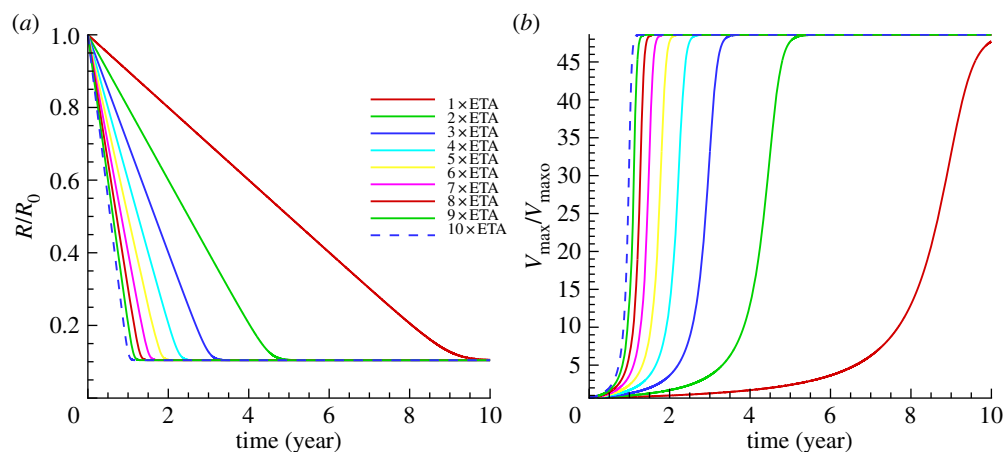 (a)
1.0
0.8
0.6
0.4
0.2
R/R0
0
2
4
6
8
10
time (year)
1 × ETA
2 × ETA
3 × ETA
4 × ETA
5 × ETA
6 × ETA
7 × ETA
8 × ETA
9 × ETA
10 × ETA
(b)
45
40
35
30
25
20
15
10
5
Vmax/Vmaxo
0
2
4
6
8
10
time (year)